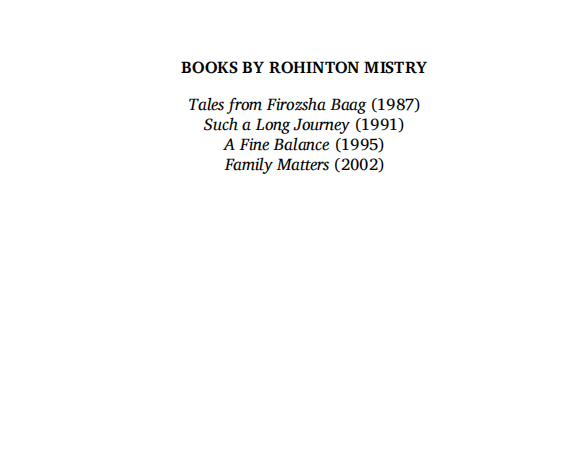 BOOKS BY ROHINTON MISTRY
Tales from Firozsha Baag (1987)
Such a Long Journey (1991)
A Fine Balance (1995)
Family Matters (2002)